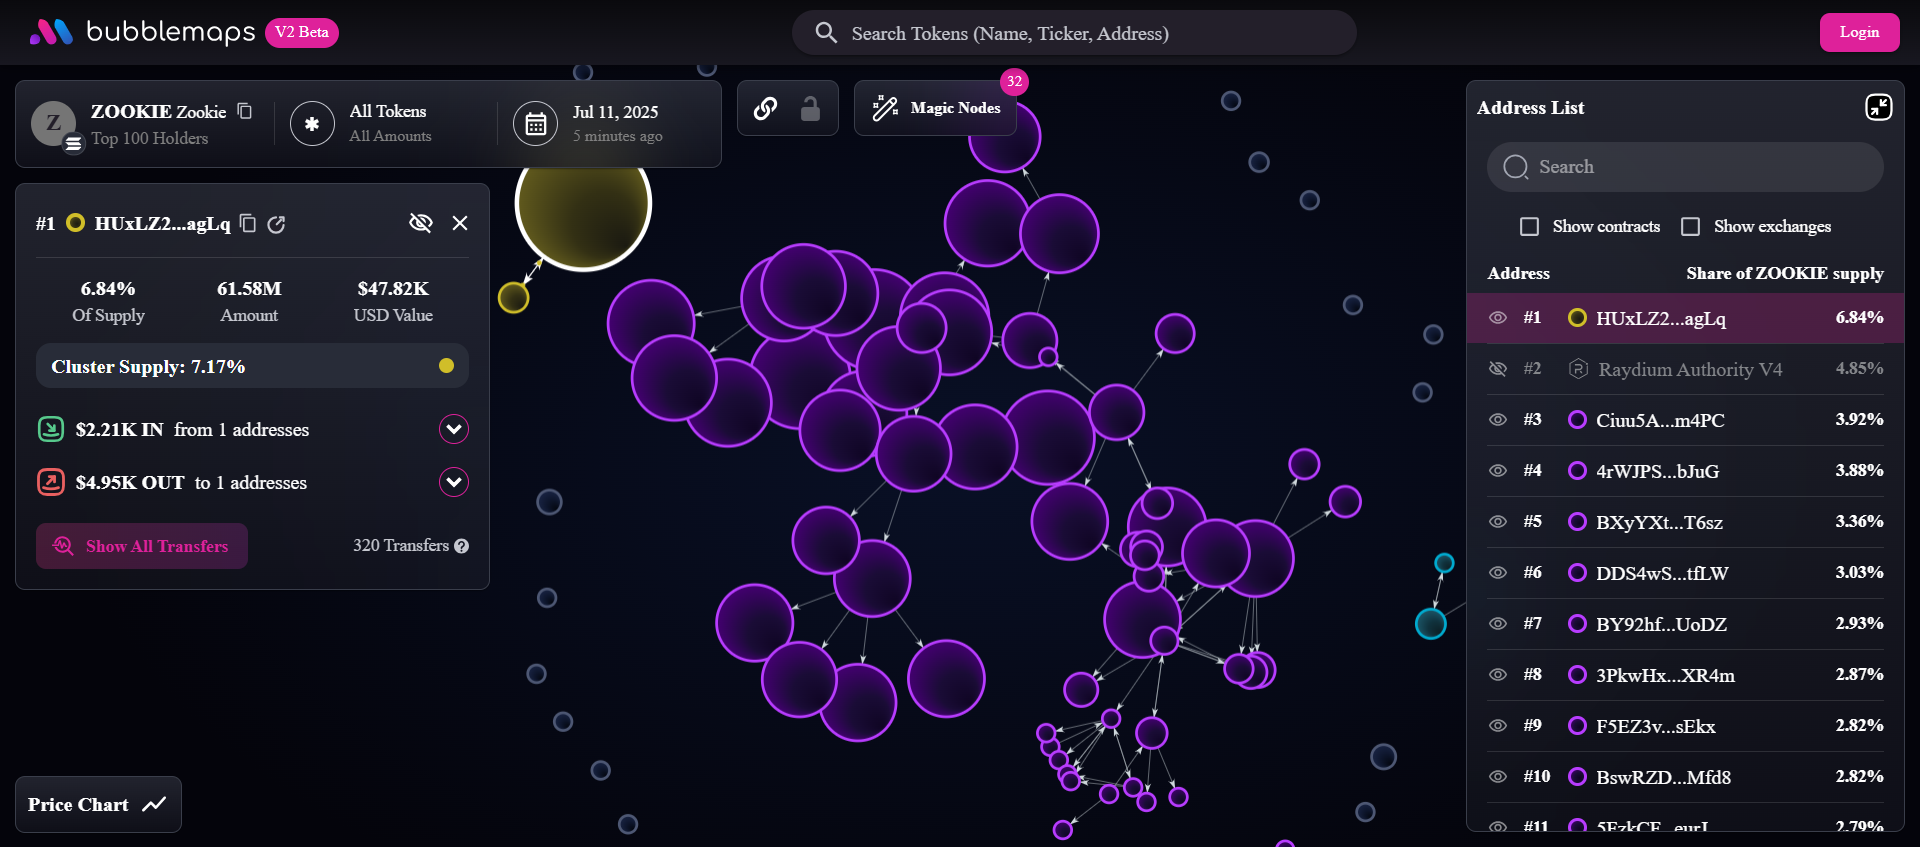 bubblemaps V2 Beta
Search Tokens (Name, Ticker, Address)
Login
Z
ZOOKIE Zookie
Top 100 Holders
All Tokens
All Amounts
Jul 11, 2025
5 minutes ago
Magic Nodes
32
#1 HUxLZ2...agLq
6.84% 61.58M $47.82K
Of Supply Amount USD Value
Cluster Supply: 7.17%
$2.21K IN from 1 addresses
$4.95K OUT to 1 addresses
Show All Transfers 320 Transfers ?
Price Chart
Address List
Search
Show contracts Show exchanges
Address Share of ZOOKIE supply
#1 HUxLZ2...agLq 6.84%
#2 Raydium Authority V4 4.85%
#3 Ciuu5A...m4PC 3.92%
#4 4rWJPS...bJuG 3.88%
#5 BXyYXt...T6sz 3.36%
#6 DDS4wS...tfLW 3.03%
#7 BY92hf...UoDZ 2.93%
#8 3PkwHx...XR4m 2.87%
#9 F5EZ3v...sEkx 2.82%
#10 BswRZD...Mfd8 2.82%
#11 2.79%